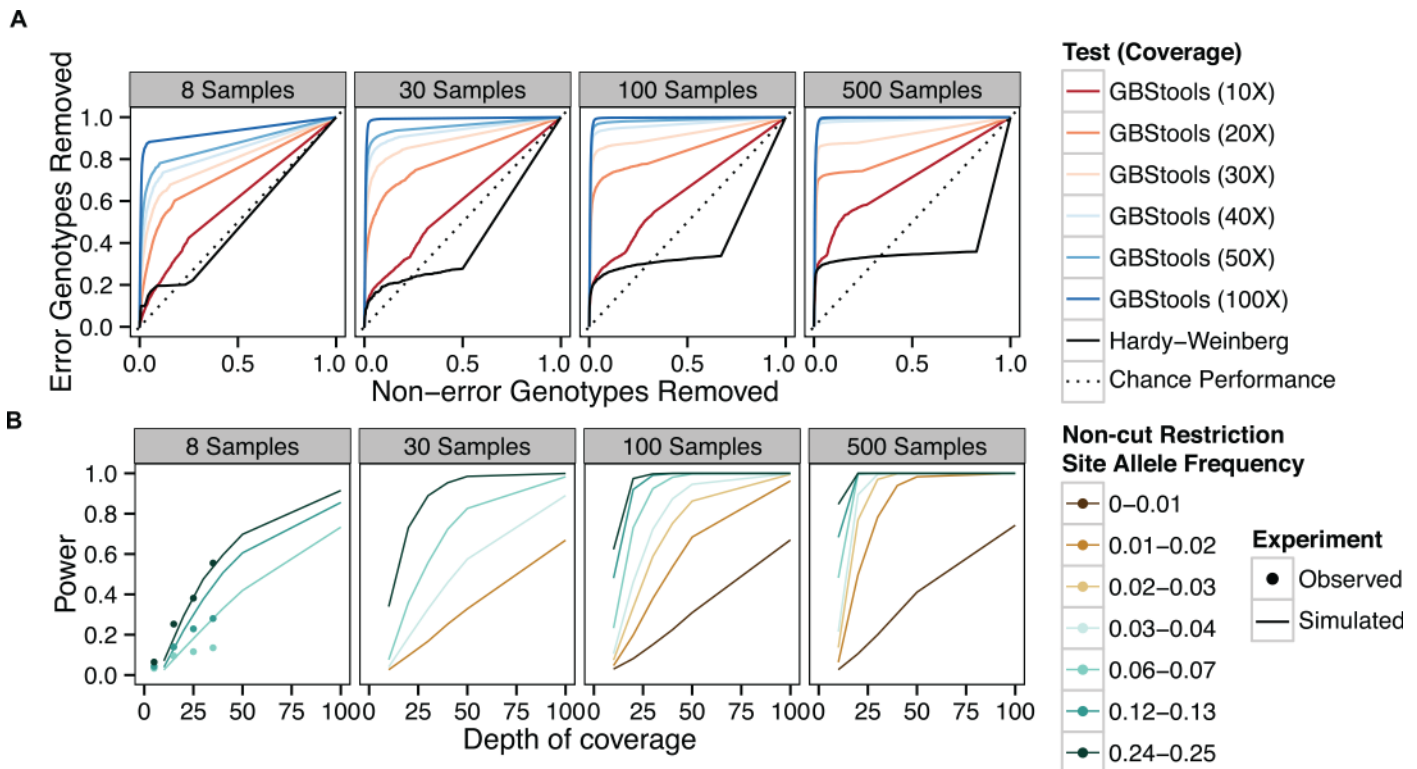 A
Error Genotypes Removed
8 Samples
30 Samples
100 Samples
500 Samples
1.0
0.8
0.6
0.4
0.2
0.0
0.0 0.5 1.0
0.0 0.5 1.0
0.0 0.5 1.0
0.0 0.5 1.0
Non−error Genotypes Removed
Test (Coverage)
GBStools (10X)
GBStools (20X)
GBStools (30X)
GBStools (40X)
GBStools (50X)
GBStools (100X)
Hardy−Weinberg
Chance Performance
B
Power
8 Samples
30 Samples
100 Samples
500 Samples
1.0
0.8
0.6
0.4
0.2
0.0
0 25 50 75 100
0 25 50 75 100
0 25 50 75 100
0 25 50 75 100
Depth of coverage
Non-cut Restriction
Site Allele Frequency
0−0.01
0.01−0.02
0.02−0.03
0.03−0.04
0.06−0.07
0.12−0.13
0.24−0.25
Experiment
Observed
Simulated